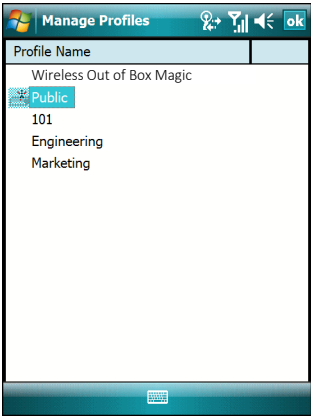 Manage Profiles
ok
Profile Name
Wireless Out of Box Magic
Public
101
Engineering
Marketing